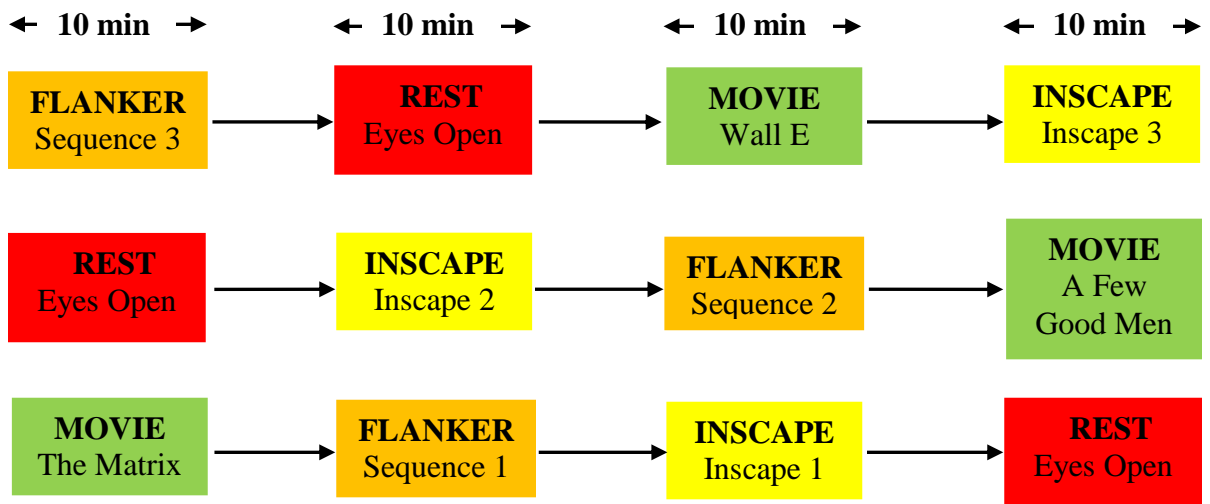 10 min
10 min
10 min
10 min
FLANKER
Sequence 3
REST
Eyes Open
MOVIE
Wall E
INSCAPE
Inscape 3
REST
Eyes Open
INSCAPE
Inscape 2
FLANKER
Sequence 2
MOVIE
A Few
Good Men
MOVIE
The Matrix
FLANKER
Sequence 1
INSCAPE
Inscape 1
REST
Eyes Open